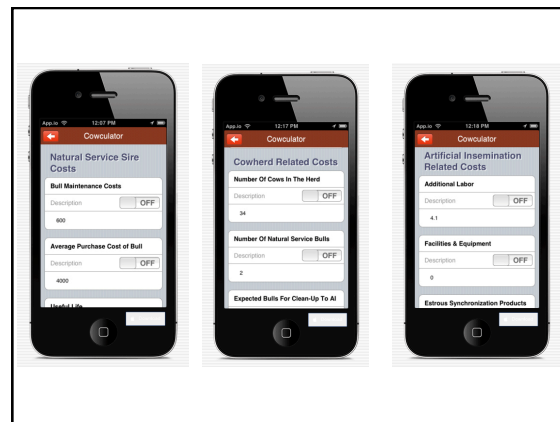 App.io 12:07 PM
Cowculator
Natural Service Sire
Costs
Bull Maintenance Costs
Description OFF
600
Average Purchase Cost of Bull
Description OFF
4000
Useful Life
App.io 12:17 PM
Cowculator
Cowherd Related Costs
Number Of Cows In The Herd
Description OFF
34
Number Of Natural Service Bulls
Description OFF
2
Expected Bulls For Clean-Up To AI
App.io 12:18 PM
Cowculator
Artificial Insemination
Related Costs
Additional Labor
Description OFF
4.1
Facilities & Equipment
Description OFF
0
Estrous Synchronization Products